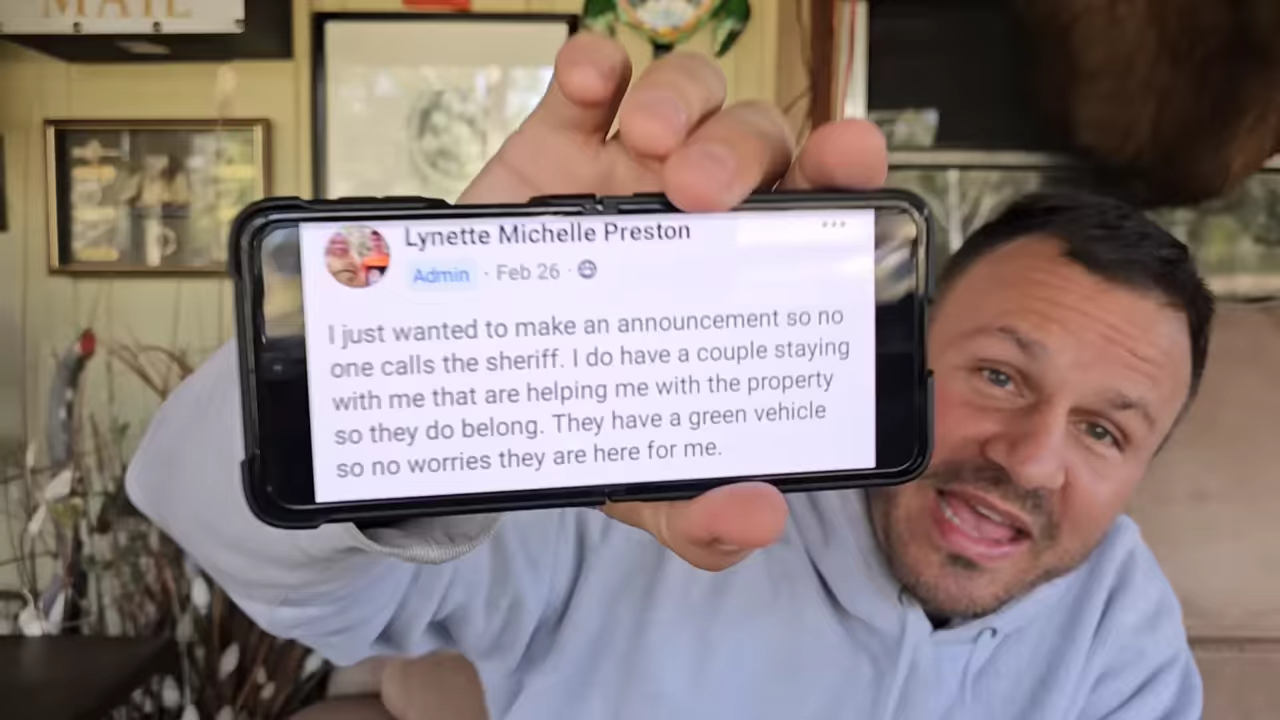 MAIL
Lynette Michelle Preston
Admin · Feb 26 ·
I just wanted to make an announcement so no
one calls the sheriff. I do have a couple staying
with me that are helping me with the property
so they do belong. They have a green vehicle
so no worries they are here for me.